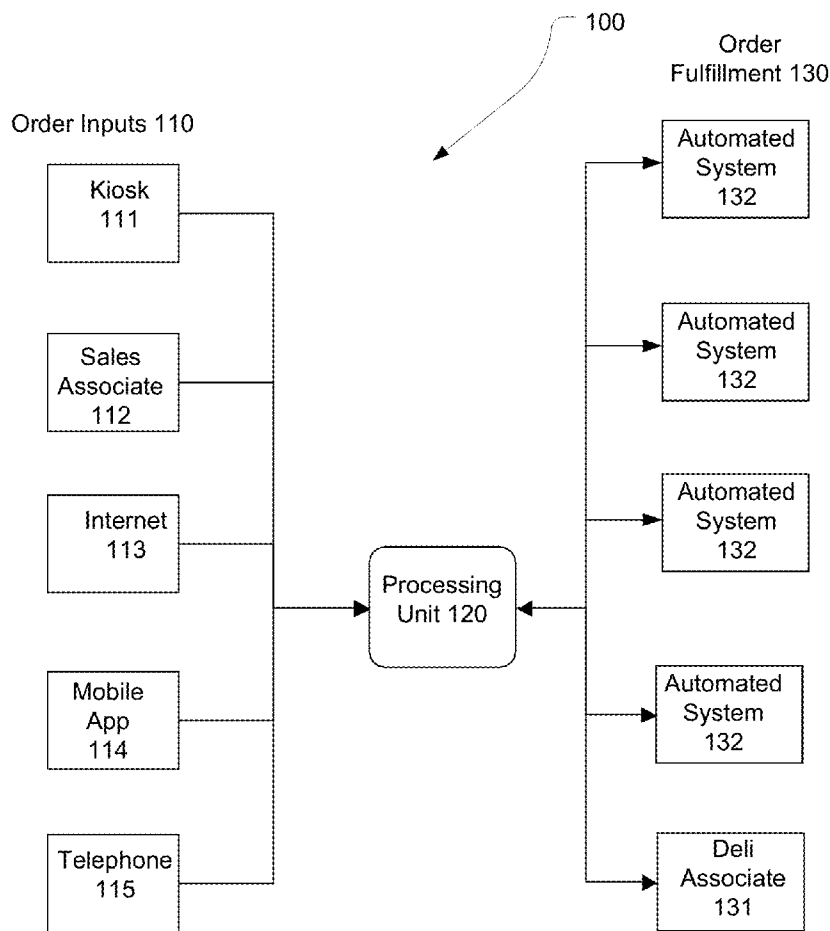 100
Order
Fulfillment 130
Order Inputs 110
Kiosk
111
Sales
Associate
112
Internet
113
Mobile
App
114
Telephone
115
Processing
Unit 120
Automated
System
132
Automated
System
132
Automated
System
132
Automated
System
132
Deli
Associate
131